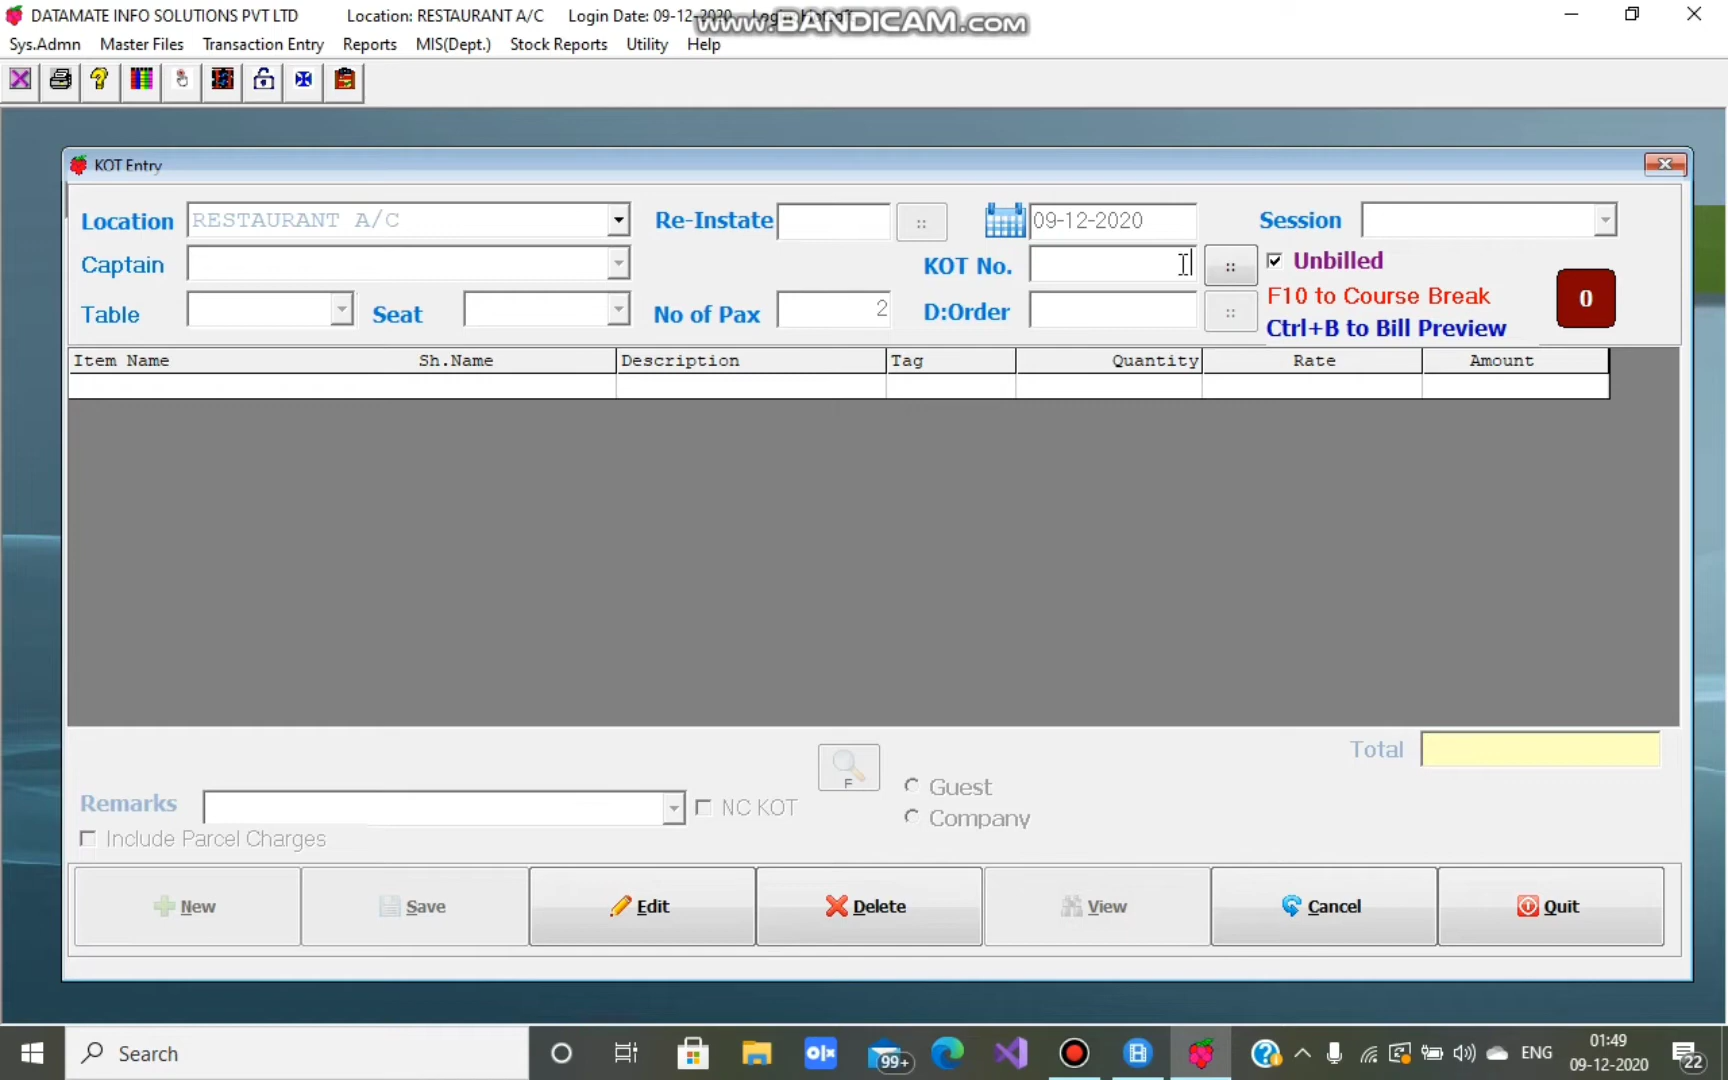 DATAMATE INFO SOLUTIONS PVT LTD Location: RESTAURANT A/C Login Date: 09-12-2020
www.BANDICAM.com
Sys.Admn Master Files Transaction Entry Reports MIS(Dept.) Stock Reports Utility Help
KOT Entry
Location RESTAURANT A/C Re-Instate :: 09-12-2020 Session
Captain KOT No. :: Unbilled
F10 to Course Break 0
Table Seat No of Pax 2 D:Order :: Ctrl+B to Bill Preview
Item Name Sh.Name Description Tag Quantity Rate Amount
Total
F
Guest
Remarks NC KOT
Company
Include Parcel Charges
New Save Edit Delete View Cancel Quit
Search OlX 99+ ENG 01:49
09-12-2020 22